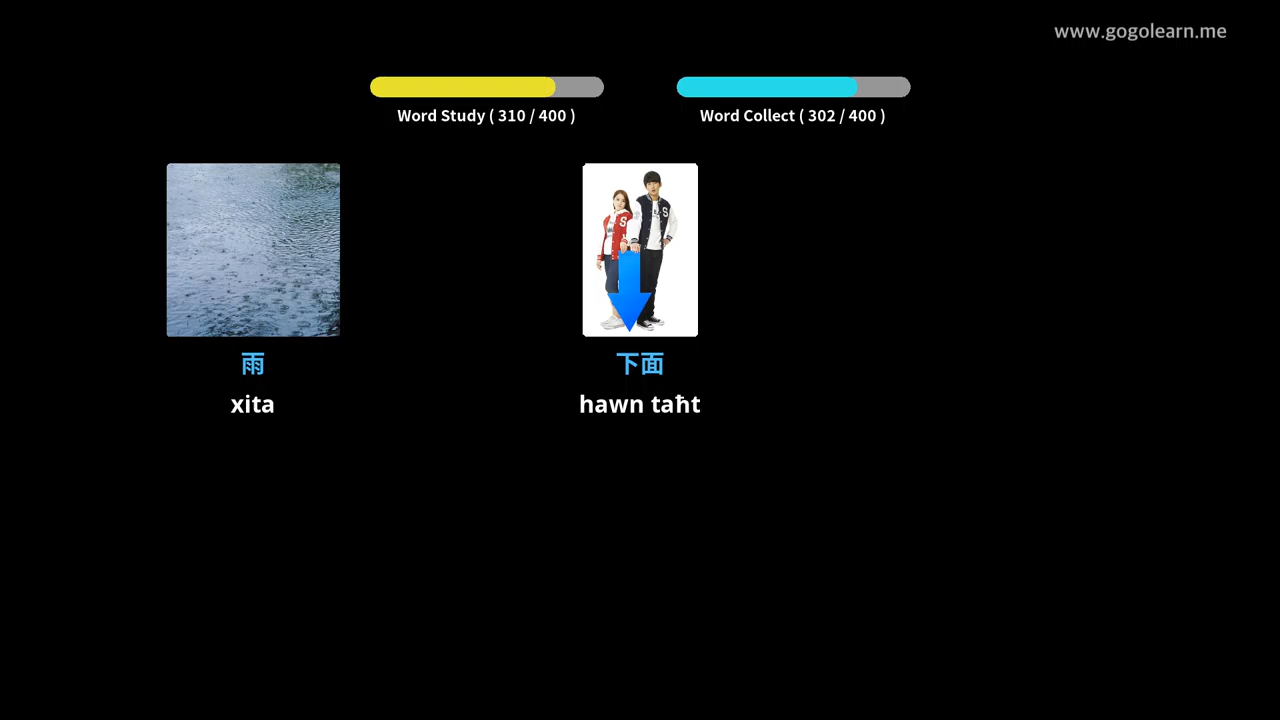 www.gogolearn.me
Word Study ( 310 / 400 )
Word Collect ( 302 / 400 )
雨
xita
下面
hawn taħt